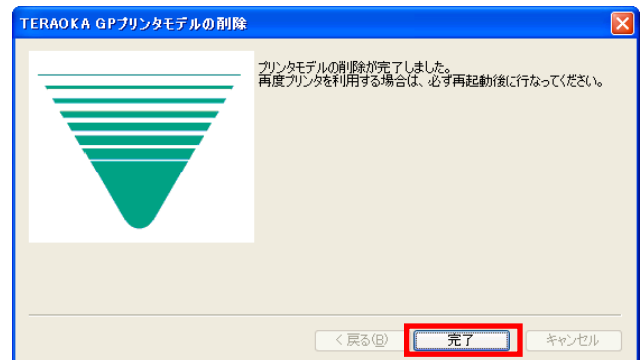 TERAOKA GPプリンタモデルの削除
プリンタモデルの削除が完了しました。
再度プリンタを利用する場合は、必ず再起動後に行なってください。
< 戻る(B)
完了
キャンセル